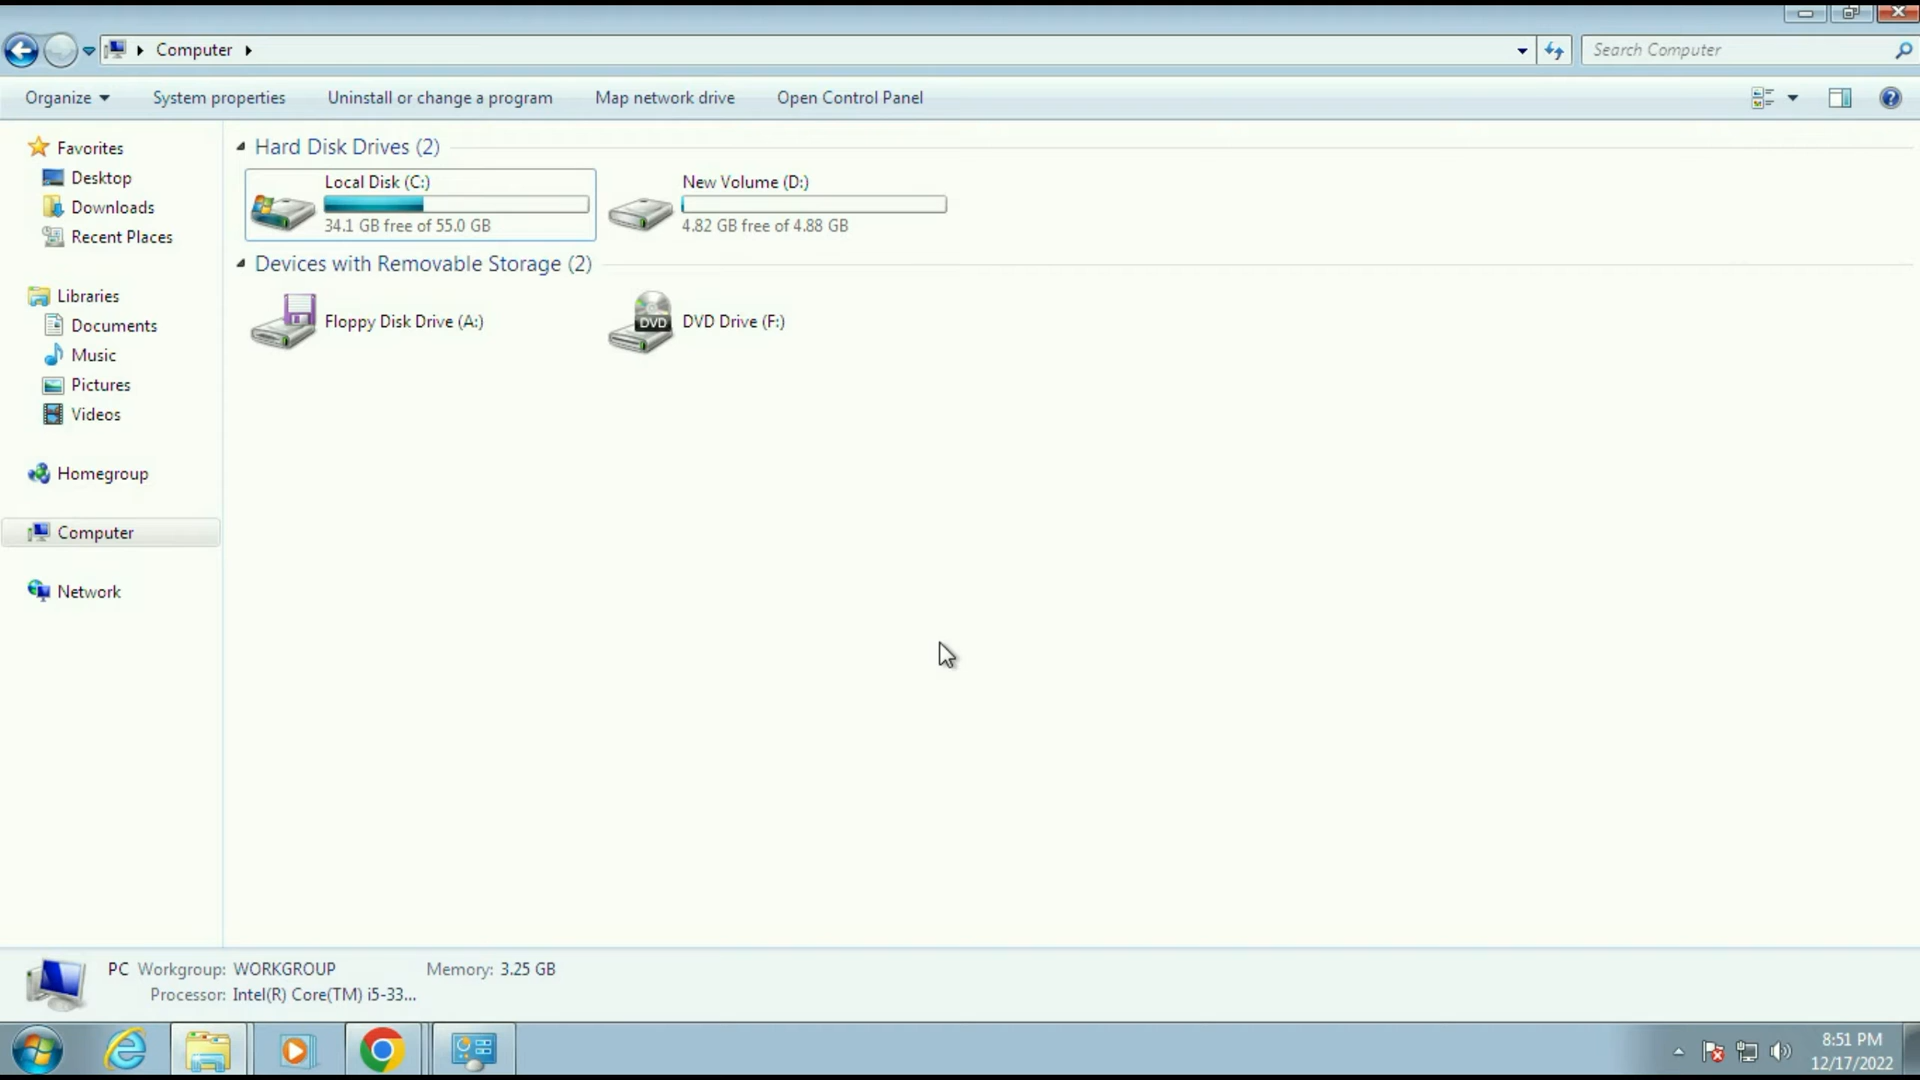 Computer
Search Computer
Organize
System properties
Uninstall or change a program
Map network drive
Open Control Panel
Favorites
Desktop
Downloads
Recent Places
Libraries
Documents
Music
Pictures
Videos
Homegroup
Computer
Network
Hard Disk Drives (2)
Local Disk (C:)
34.1 GB free of 55.0 GB
New Volume (D:)
4.82 GB free of 4.88 GB
Devices with Removable Storage (2)
Floppy Disk Drive (A:)
DVD
DVD Drive (F:)
PC Workgroup: WORKGROUP Memory: 3.25 GB
Processor: Intel(R) Core(TM) i5-33...
8:51 PM
12/17/2022